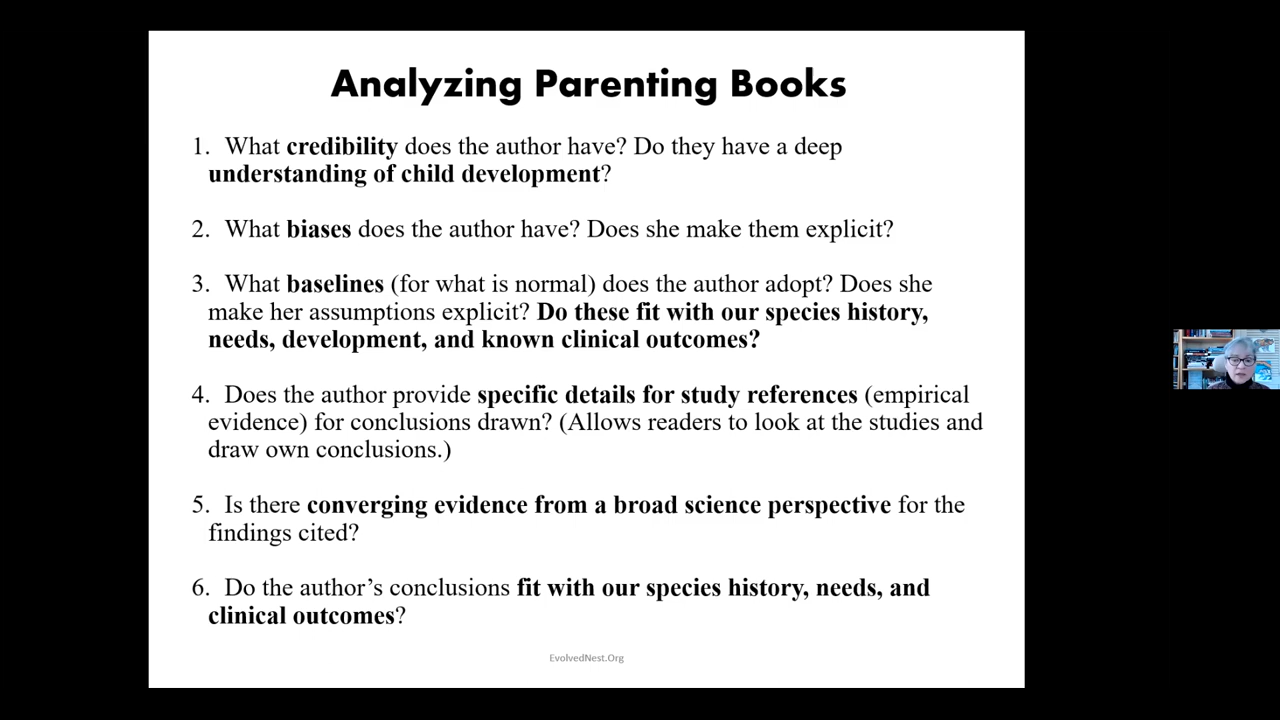 Analyzing Parenting Books
1. What credibility does the author have? Do they have a deep
understanding of child development?
2. What biases does the author have? Does she make them explicit?
3. What baselines (for what is normal) does the author adopt? Does she
make her assumptions explicit? Do these fit with our species history,
needs, development, and known clinical outcomes?
4. Does the author provide specific details for study references (empirical
evidence) for conclusions drawn? (Allows readers to look at the studies and
draw own conclusions.)
5. Is there converging evidence from a broad science perspective for the
findings cited?
6. Do the author’s conclusions fit with our species history, needs, and
clinical outcomes?
EvolvedNest.Org